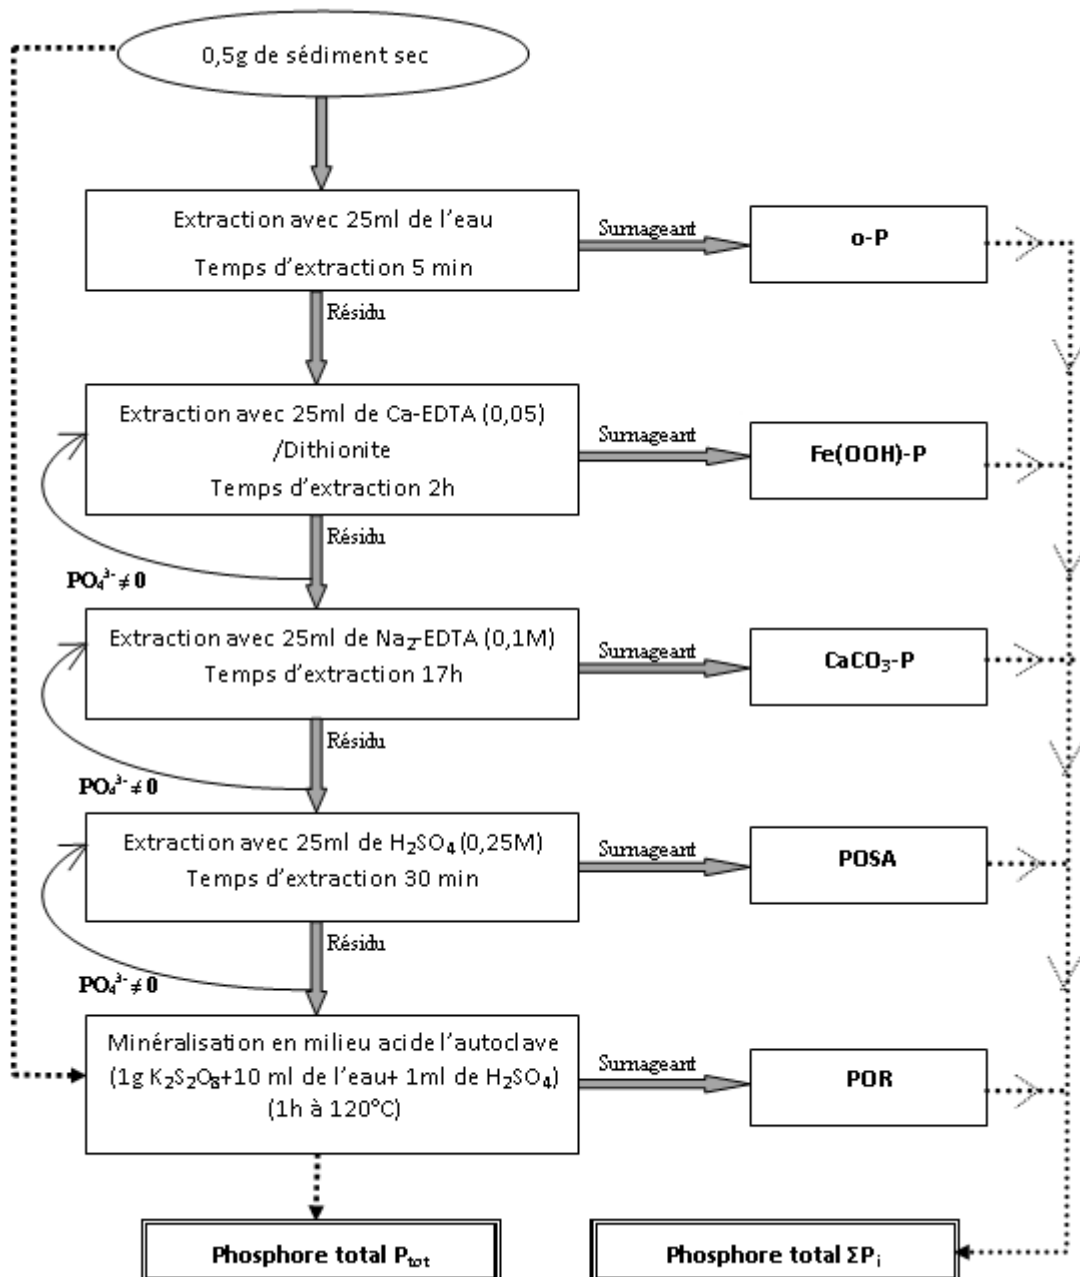 0,5g de sédiment sec
Extraction avec 25ml de l'eau
Temps d'extraction 5 min
Surnageant
o-P
Résidu
Extraction avec 25ml de Ca-EDTA (0,05)
/Dithionite
Temps d'extraction 2h
Surnageant
Fe(OOH)-P
Résidu
PO₄³⁻ ≠ 0
Extraction avec 25ml de Na₂-EDTA (0,1M)
Temps d'extraction 17h
Surnageant
CaCO₃-P
Résidu
PO₄³⁻ ≠ 0
Extraction avec 25ml de H₂SO₄ (0,25M)
Temps d'extraction 30 min
Surnageant
POSA
Résidu
PO₄³⁻ ≠ 0
Minéralisation en milieu acide l'autoclave
(1g K₂S₂O₈+10 ml de l'eau+ 1ml de H₂SO₄)
(1h à 120°C)
Surnageant
POR
Phosphore total Pₜₒₜ
Phosphore total ΣPᵢ